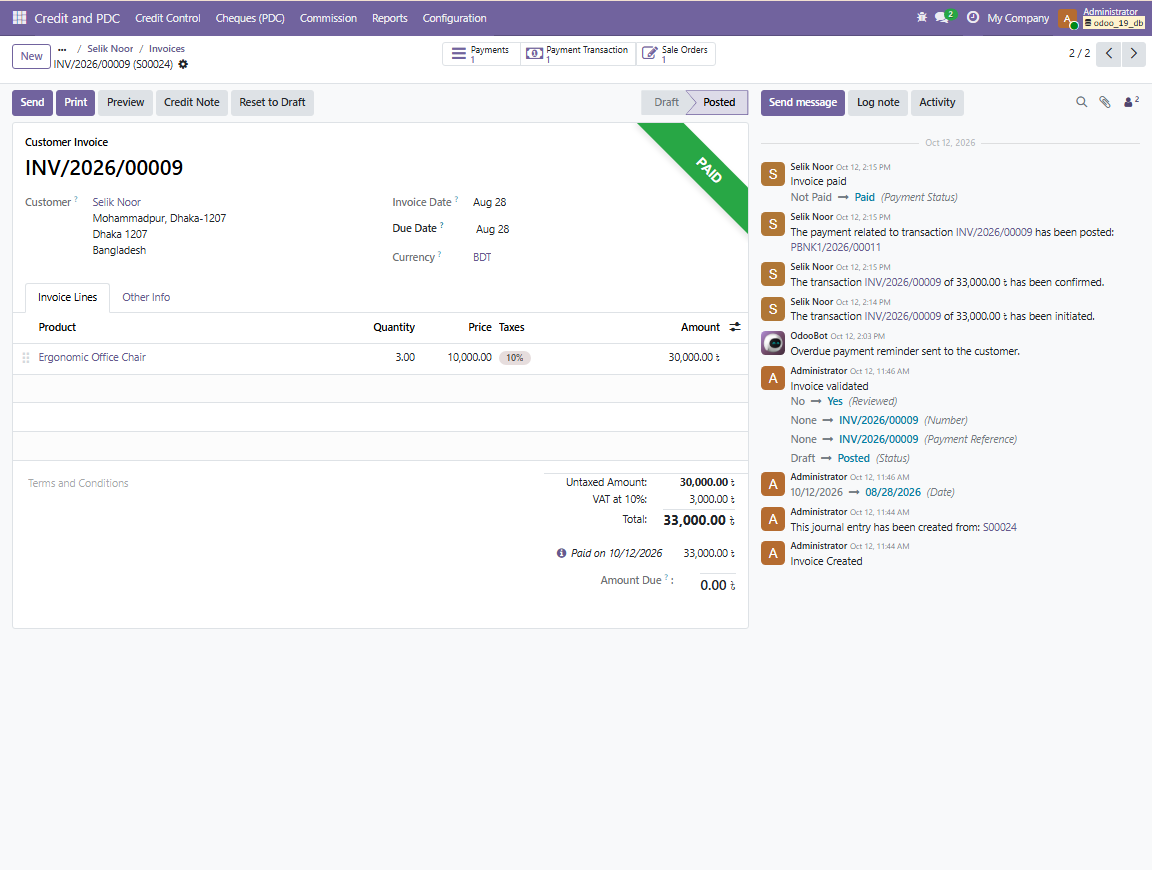 Credit and PDC Credit Control Cheques (PDC) Commission Reports Configuration 2 My Company A Administrator odoo_19_db
New ... / Selik Noor / Invoices
INV/2026/00009 (S00024)
Payments 1 Payment Transaction 1 Sale Orders 1
2 / 2
Send Print Preview Credit Note Reset to Draft Draft Posted
Customer Invoice
INV/2026/00009
PAID
Customer ? Selik Noor
Mohammadpur, Dhaka-1207
Dhaka 1207
Bangladesh
Invoice Date ? Aug 28
Due Date ? Aug 28
Currency ? BDT
Invoice Lines Other Info
Product Quantity Price Taxes Amount
Ergonomic Office Chair 3.00 10,000.00 10% 30,000.00 ৳
Terms and Conditions
Untaxed Amount: 30,000.00 ৳
VAT at 10%: 3,000.00 ৳
Total: 33,000.00 ৳
Paid on 10/12/2026 33,000.00 ৳
Amount Due ? : 0.00 ৳
Send message Log note Activity 2
Oct 12, 2026
S Selik Noor Oct 12, 2:15 PM
Invoice paid
Not Paid → Paid (Payment Status)
S Selik Noor Oct 12, 2:15 PM
The payment related to transaction INV/2026/00009 has been posted:
PBNK1/2026/00011
S Selik Noor Oct 12, 2:15 PM
The transaction INV/2026/00009 of 33,000.00 ৳ has been confirmed.
S Selik Noor Oct 12, 2:14 PM
The transaction INV/2026/00009 of 33,000.00 ৳ has been initiated.
OdooBot Oct 12, 2:03 PM
Overdue payment reminder sent to the customer.
A Administrator Oct 12, 11:46 AM
Invoice validated
No → Yes (Reviewed)
None → INV/2026/00009 (Number)
None → INV/2026/00009 (Payment Reference)
Draft → Posted (Status)
A Administrator Oct 12, 11:46 AM
10/12/2026 → 08/28/2026 (Date)
A Administrator Oct 12, 11:44 AM
This journal entry has been created from: S00024
A Administrator Oct 12, 11:44 AM
Invoice Created